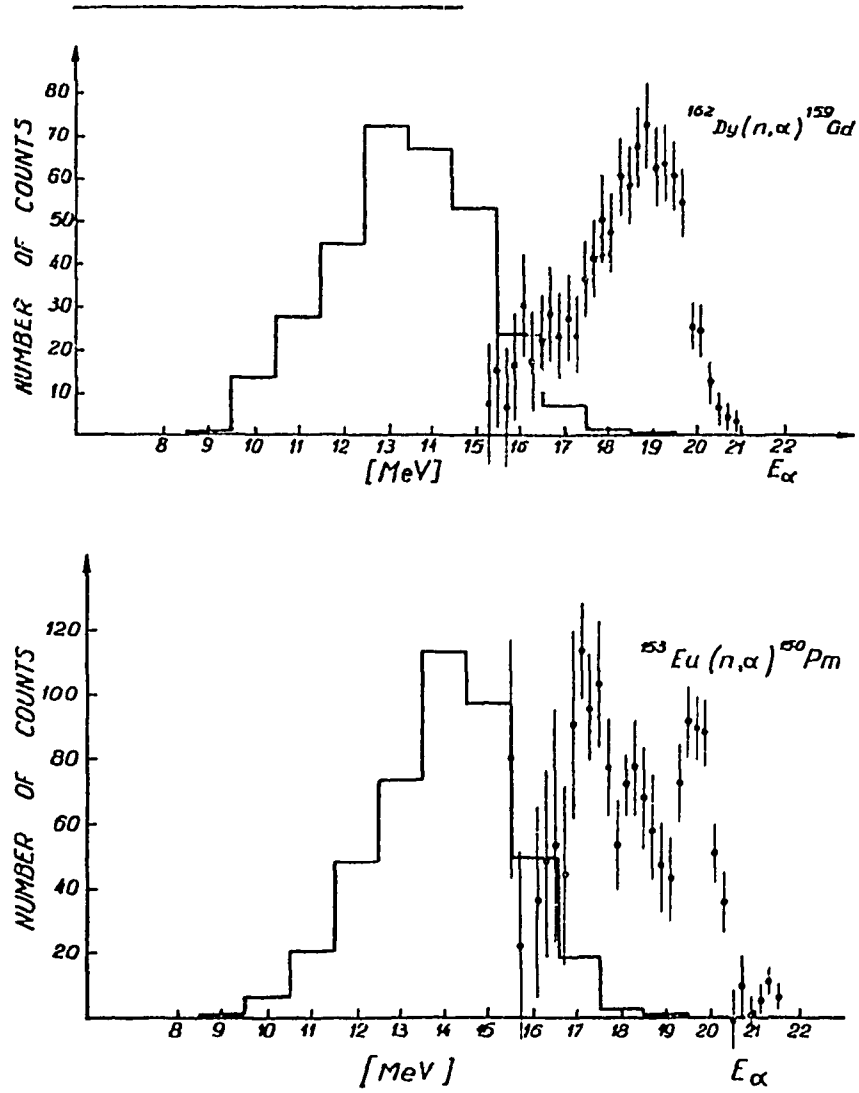 80
70
60
50
40
30
20
10
NUMBER OF COUNTS
¹⁶²Dy(n,α)¹⁵⁹Gd
8 9 10 11 12 13 14 15 16 17 18 19 20 21 22
[MeV] Eα
120
100
80
60
40
20
NUMBER OF COUNTS
¹⁵³Eu(n,α)¹⁵⁰Pm
8 9 10 11 12 13 14 15 16 17 18 19 20 21 22
[MeV] Eα